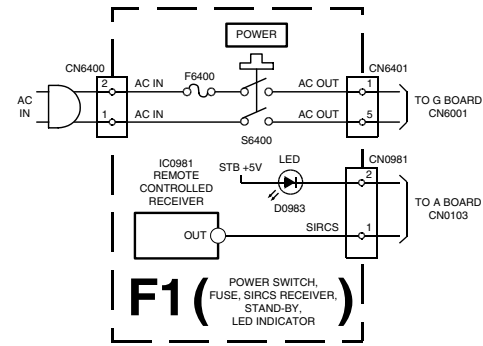 POWER
CN6400
F6400
CN6401
2
AC IN
AC OUT
1
AC
IN
TO G BOARD
CN6001
1
AC IN
AC OUT
5
S6400
IC0981
REMOTE
CONTROLLED
RECEIVER
STB +5V
LED
CN0981
2
D0983
TO A BOARD
CN0103
OUT
SIRCS
1
F1 (
POWER SWITCH,
FUSE, SIRCS RECEIVER,
STAND-BY,
LED INDICATOR
)